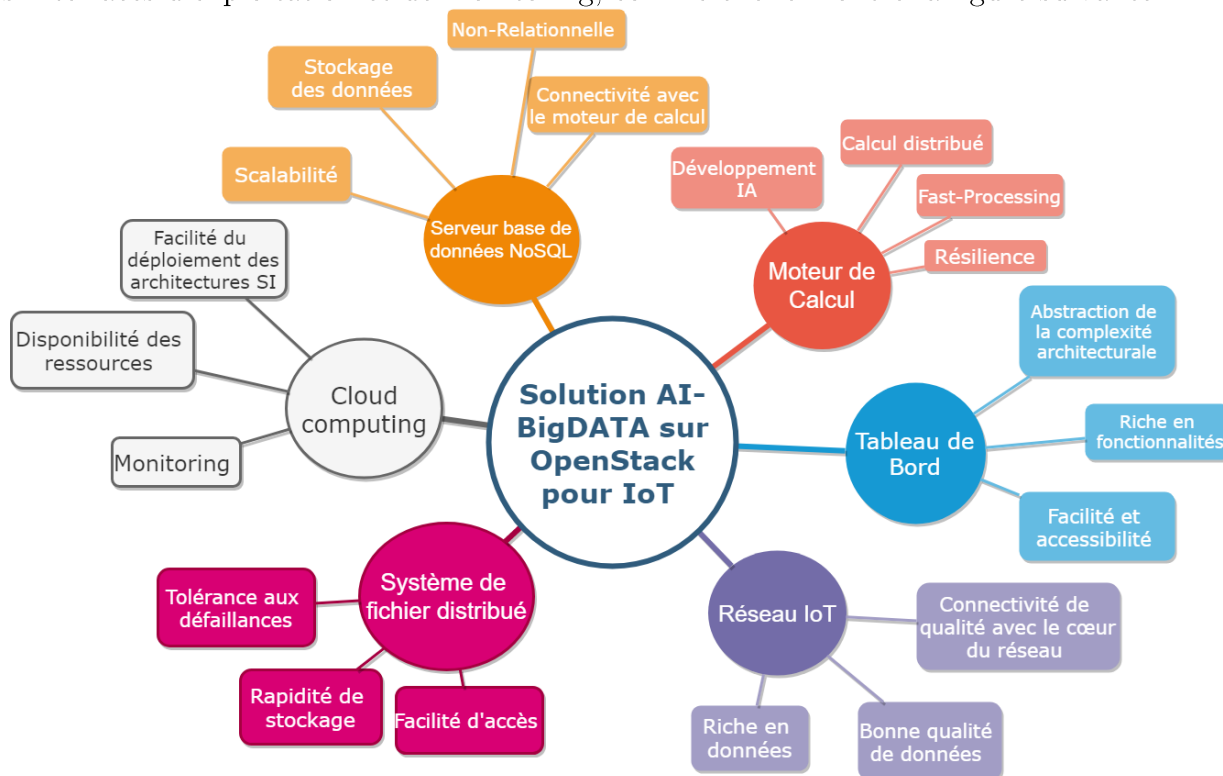 Non-Relationnelle
Stockage
des données
Connectivité avec
le moteur de calcul
Scalabilité
Serveur base de
données NoSQL
Calcul distribué
Développement
IA
Fast-Processing
Résilience
Moteur de
Calcul
Facilité du
déploiement des
architectures SI
Disponibilité des
ressources
Monitoring
Cloud
computing
Solution AI-
BigDATA sur
OpenStack
pour IoT
Abstraction de
la complexité
architecturale
Riche en
fonctionnalités
Facilité et
accessibilité
Tableau de
Bord
Système de
fichier distribué
Tolérance aux
défaillances
Rapidité de
stockage
Facilité d'accès
Réseau IoT
Connectivité de
qualité avec le cœur
du réseau
Riche en
données
Bonne qualité
de données